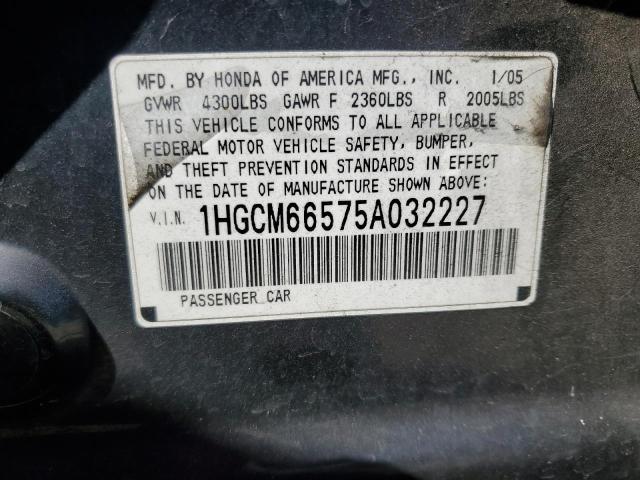 MFD. BY HONDA OF AMERICA MFG., INC. 1/05
GVWR 4300LBS GAWR F 2360LBS R 2005LBS
THIS VEHICLE CONFORMS TO ALL APPLICABLE
FEDERAL MOTOR VEHICLE SAFETY, BUMPER,
AND THEFT PREVENTION STANDARDS IN EFFECT
ON THE DATE OF MANUFACTURE SHOWN ABOVE:
V.I.N. 1HGCM66575A032227
PASSENGER CAR